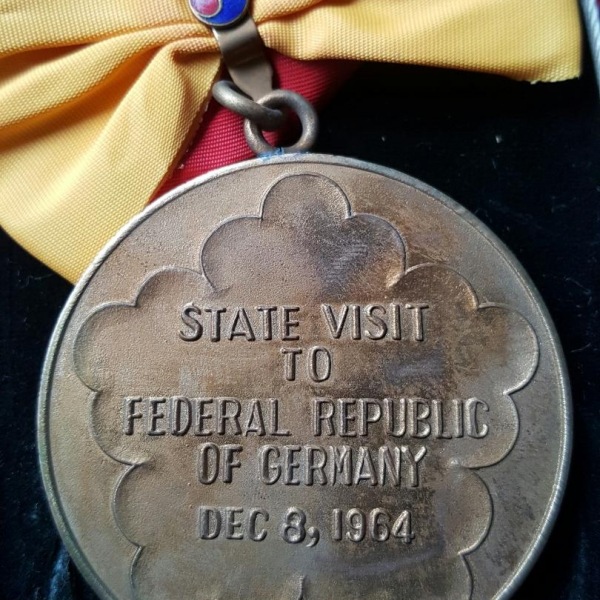 STATE VISIT
TO
FEDERAL REPUBLIC
OF GERMANY
DEC 8, 1964